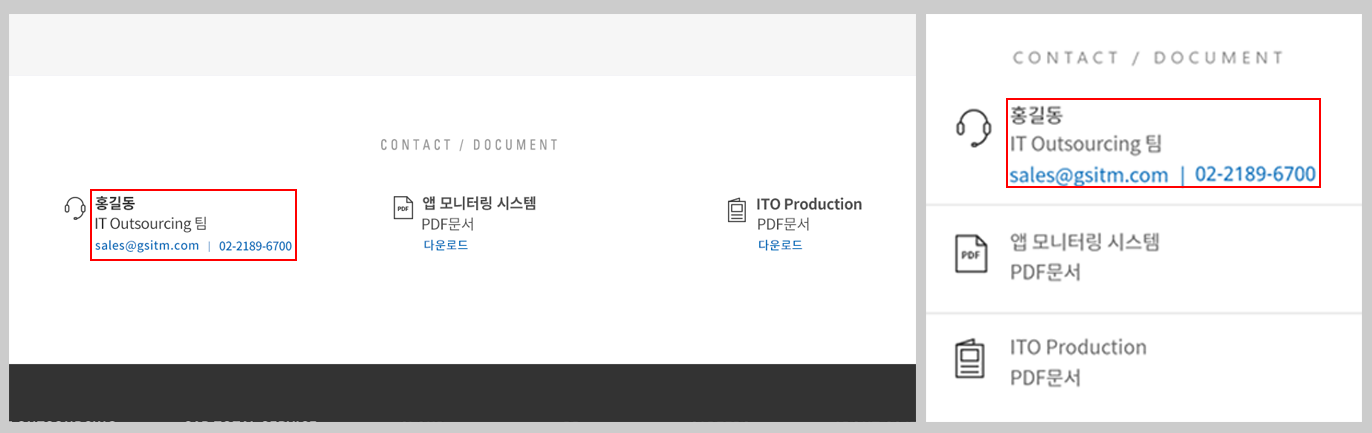 CONTACT / DOCUMENT
홍길동
IT Outsourcing 팀
sales@gsitm.com | 02-2189-6700
PDF
앱 모니터링 시스템
PDF문서
다운로드
ITO Production
PDF문서
다운로드
CONTACT / DOCUMENT
홍길동
IT Outsourcing 팀
sales@gsitm.com | 02-2189-6700
PDF
앱 모니터링 시스템
PDF문서
ITO Production
PDF문서